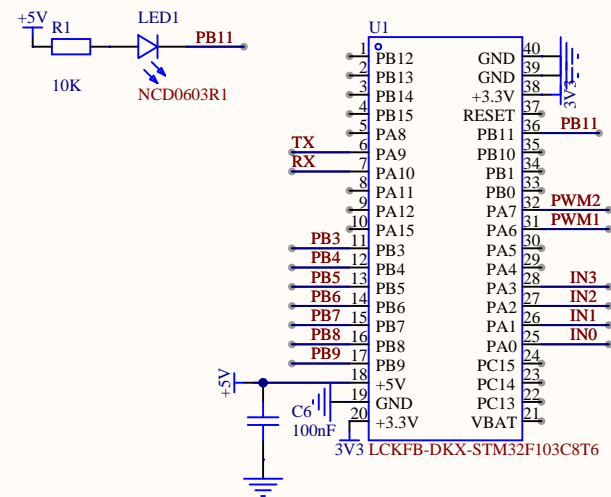 +5V
R1
10K
LED1
NCD0603R1
PB11
U1
1 PB12
2 PB13
3 PB14
4 PB15
5 PA8
TX 6 PA9
RX 7 PA10
8 PA11
9 PA12
10 PA15
PB3 11 PB3
PB4 12 PB4
PB5 13 PB5
PB6 14 PB6
PB7 15 PB7
PB8 16 PB8
PB9 17 PB9
+5V 18 +5V
19 GND
20 +3.3V
3V3
C6
100nF
GND 40
GND 39
+3.3V 38 3V3
RESET 37
PB11 36 PB11
PB10 35
PB1 34
PB0 33
PA7 32 PWM2
PA6 31 PWM1
PA5 30
PA4 29
PA3 28 IN3
PA2 27 IN2
PA1 26 IN1
PA0 25 IN0
PC15 24
PC14 23
PC13 22
VBAT 21
LCKFB-DKX-STM32F103C8T6